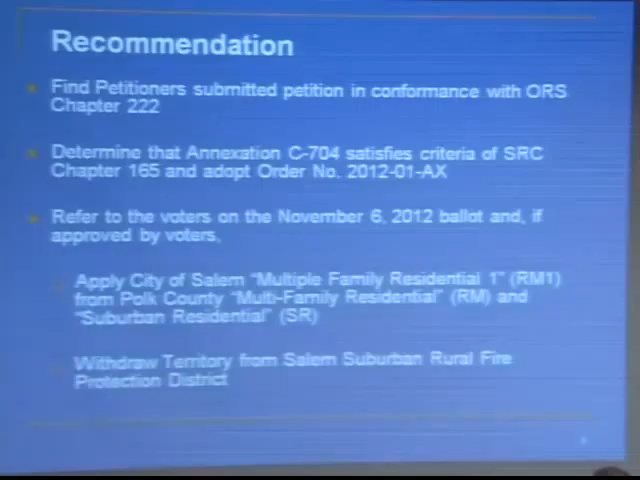 Recommendation
Find Petitioners submitted petition in conformance with ORS
Chapter 222
Determine that Annexation C-704 satisfies criteria of SRC
Chapter 165 and adopt Order No. 2012-01-AX
Refer to the voters on the November 6, 2012 ballot and, if
approved by voters,
Apply City of Salem "Multiple Family Residential 1" (RM1)
from Polk County "Multi-Family Residential" (RM) and
"Suburban Residential" (SR)
Withdraw Territory from Salem Suburban Rural Fire
Protection District